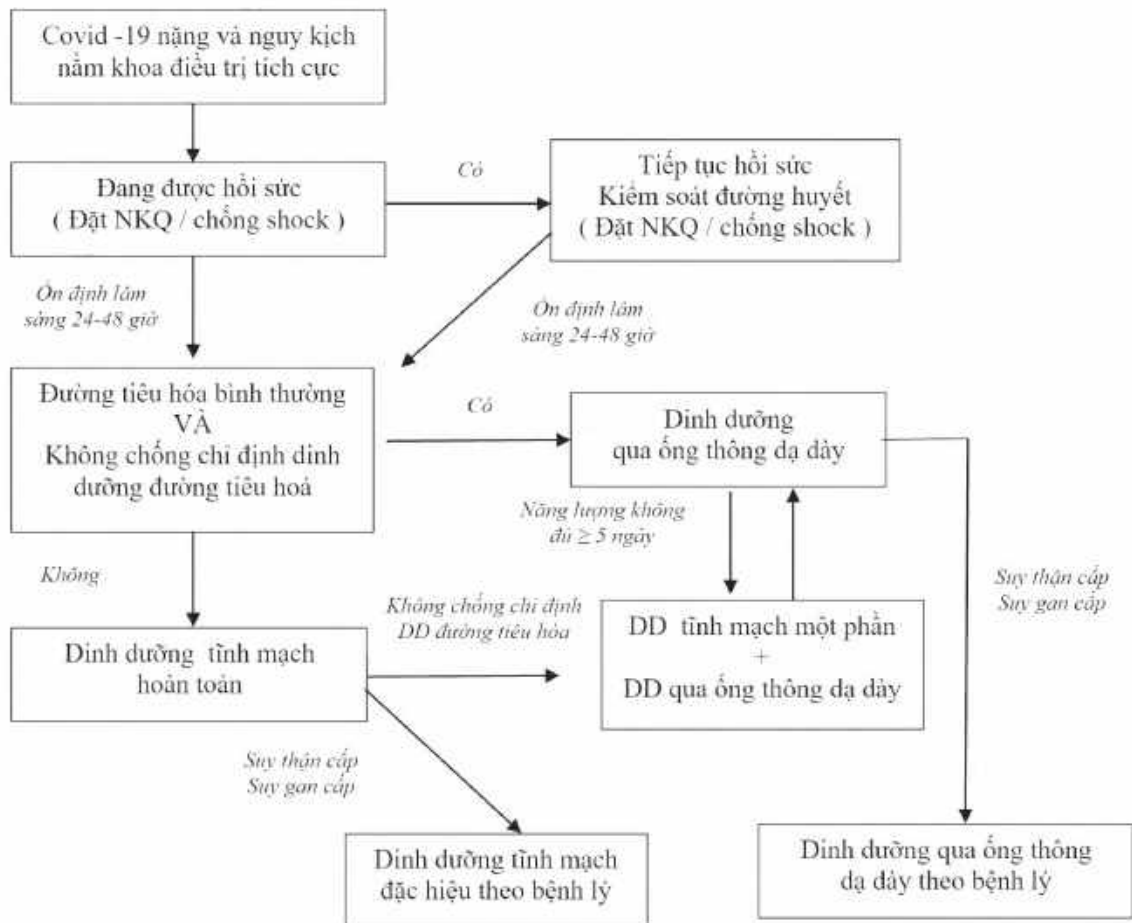 Covid -19 nặng và nguy kịch
nằm khoa điều trị tích cực
Đang được hồi sức
( Đặt NKQ / chống shock )
Có
Tiếp tục hồi sức
Kiểm soát đường huyết
( Đặt NKQ / chống shock )
Ổn định lâm
sàng 24-48 giờ
Ổn định lâm
sàng 24-48 giờ
Đường tiêu hóa bình thường
VÀ
Không chống chỉ định dinh
dưỡng đường tiêu hoá
Có
Dinh dưỡng
qua ống thông dạ dày
Năng lượng không
đủ ≥ 5 ngày
Không
Suy thận cấp
Suy gan cấp
Không chống chỉ định
DD đường tiêu hóa
Dinh dưỡng tĩnh mạch
hoàn toàn
DD tĩnh mạch một phần
+
DD qua ống thông dạ dày
Suy thận cấp
Suy gan cấp
Dinh dưỡng tĩnh mạch
đặc hiệu theo bệnh lý
Dinh dưỡng qua ống thông
dạ dày theo bệnh lý